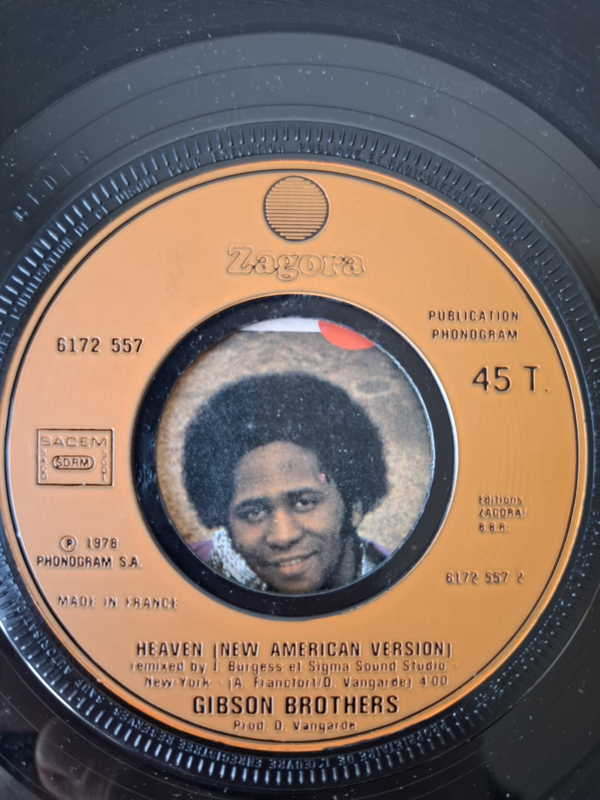 Zagora
PUBLICATION
PHONOGRAM
6172 557
45 T.
SACEM
SACD
SDRM
SGDL
Editions
ZAGORA/
B.B.R.
℗ 1978
PHONOGRAM S.A.
6172 557 2
MADE IN FRANCE
HEAVEN (NEW AMERICAN VERSION)
remixed by J. Burgess et Sigma Sound Studio -
New-York - (A. Francfort/D. Vangarde) 4'00
GIBSON BROTHERS
Prod. D. Vangarde